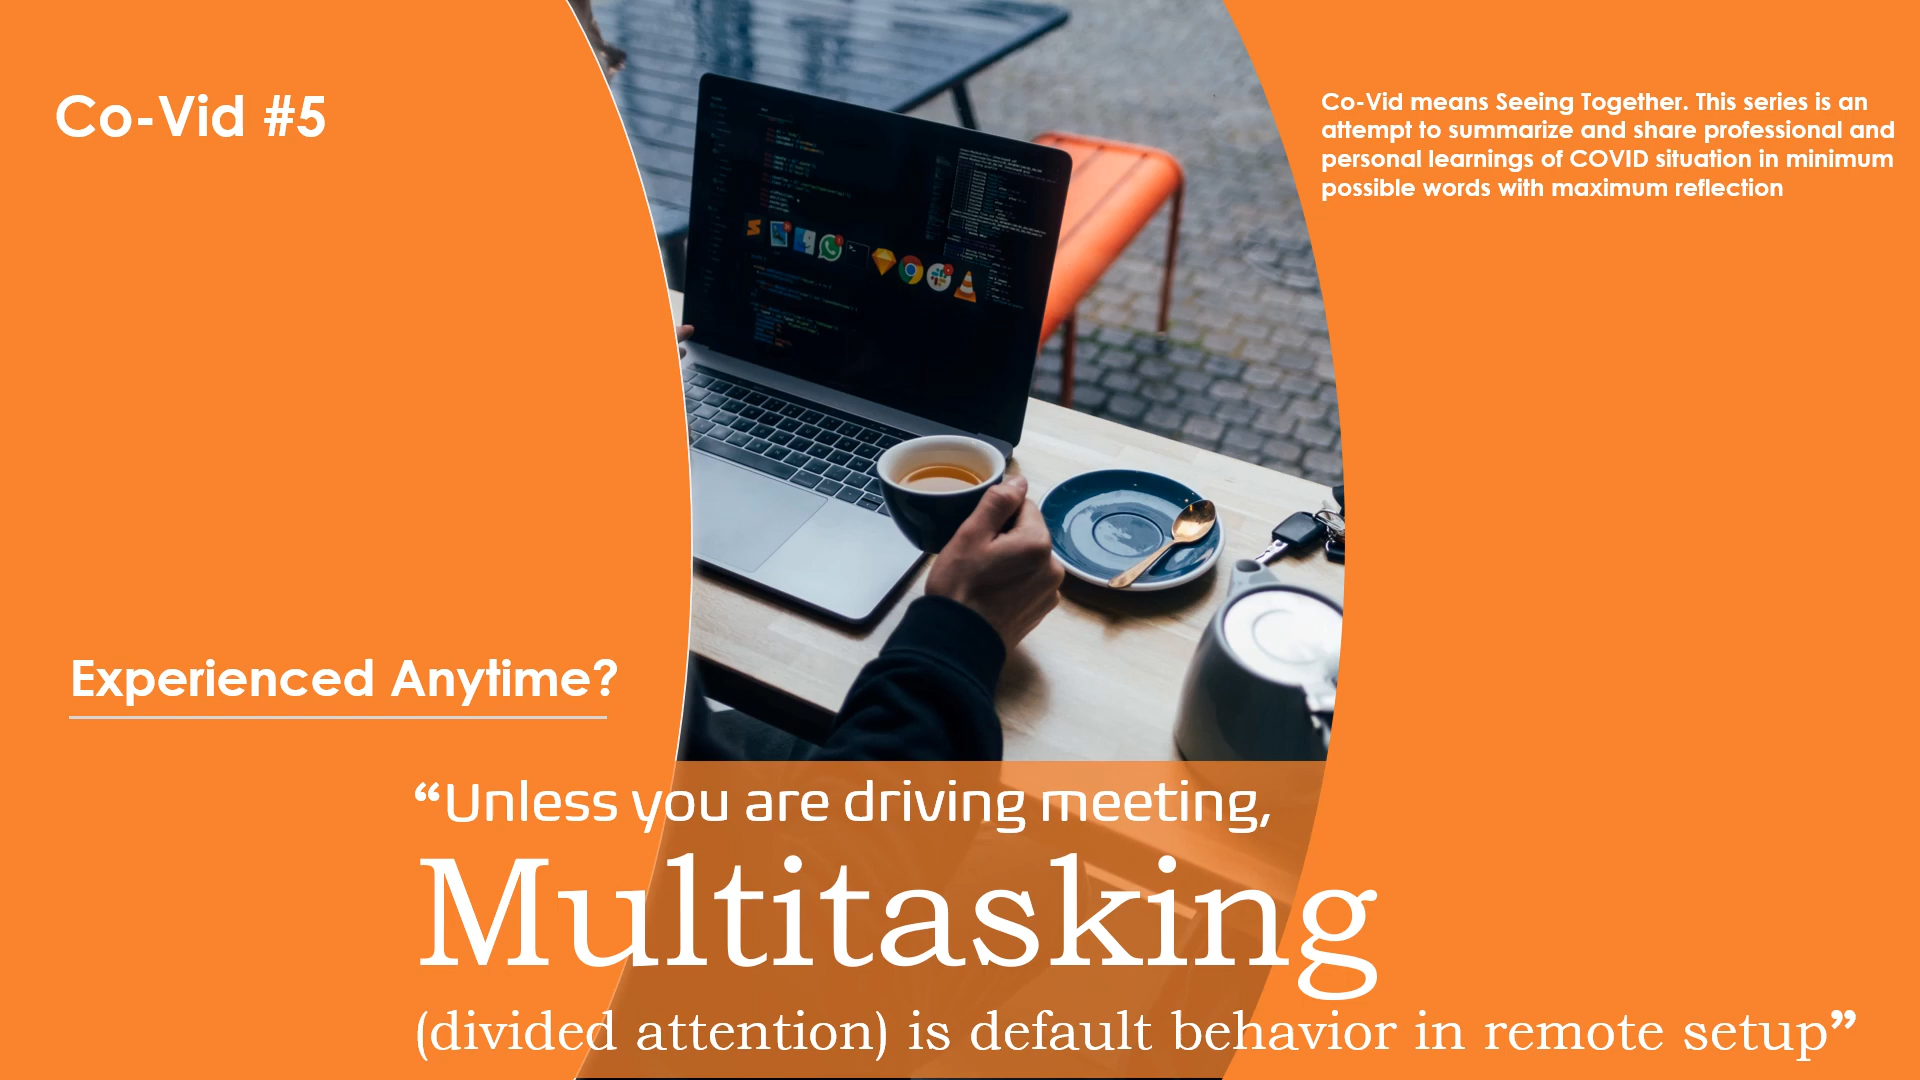 Co-Vid #5
Co-Vid means Seeing Together. This series is an
attempt to summarize and share professional and
personal learnings of COVID situation in minimum
possible words with maximum reflection
Experienced Anytime?
“Unless you are driving meeting,
Multitasking
(divided attention) is default behavior in remote setup”